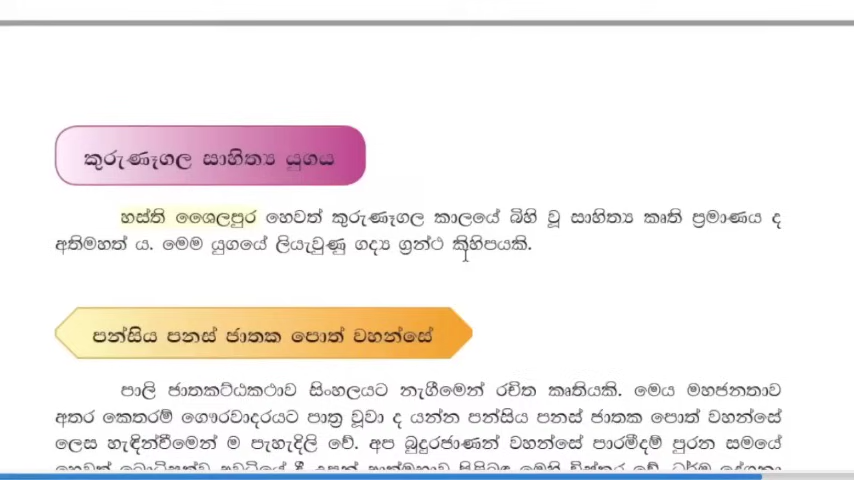 කුරුණෑගල සාහිත්‍ය යුගය
හස්ති ශෛලපුර හෙවත් කුරුණෑගල කාලයේ බිහි වූ සාහිත්‍ය කෘති ප්‍රමාණය ද
අතිමහත් ය. මෙම යුගයේ ලියැවුණු ගද්‍ය ග්‍රන්ථ කිහිපයකි.
පන්සිය පනස් ජාතක පොත් වහන්සේ
පාලි ජාතකට්ඨකථාව සිංහලයට නැගීමෙන් රචිත කෘතියකි. මෙය මහජනතාව
අතර කෙතරම් ගෞරවාදරයට පාත්‍ර වූවා ද යන්න පන්සිය පනස් ජාතක පොත් වහන්සේ
ලෙස හැඳින්වීමෙන් ම පැහැදිලි වේ. අප බුදුරජාණන් වහන්සේ පාරමීදම් පුරන සමයේ